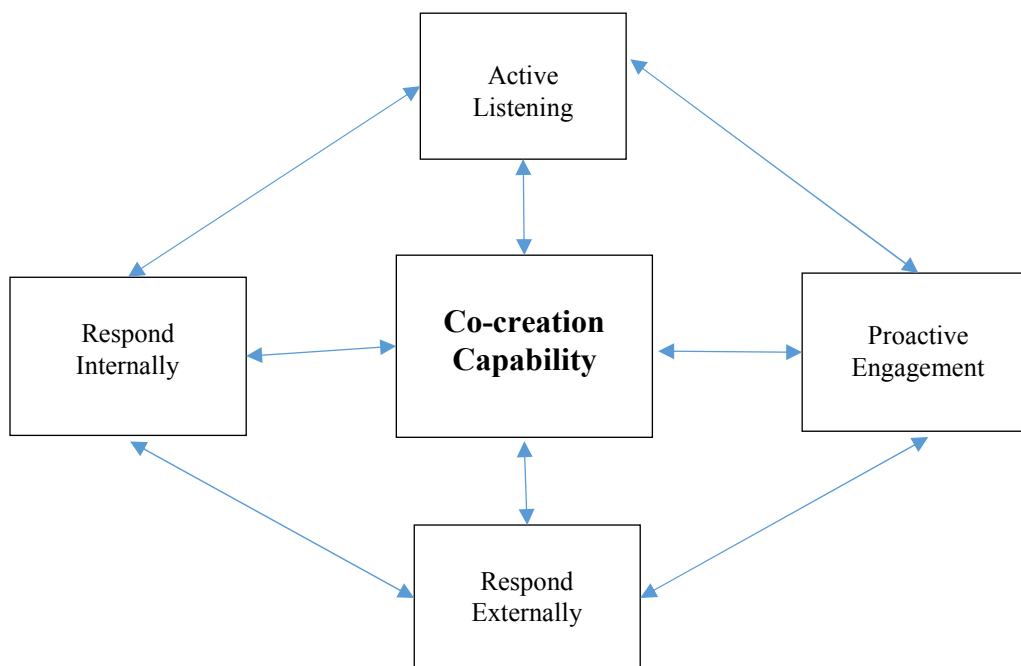 Active
Listening
Respond
Internally
Co-creation
Capability
Proactive
Engagement
Respond
Externally